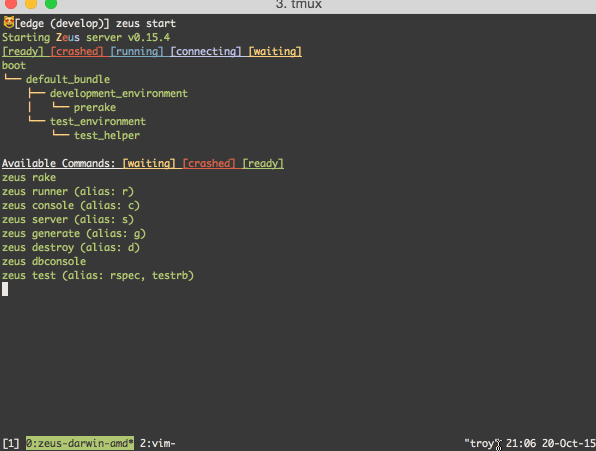 3. tmux
[edge (develop)] zeus start
Starting Zeus server v0.15.4
[ready] [crashed] [running] [connecting] [waiting]
boot
└── default_bundle
    ├── development_environment
    │   └── prerake
    └── test_environment
        └── test_helper
Available Commands: [waiting] [crashed] [ready]
zeus rake
zeus runner (alias: r)
zeus console (alias: c)
zeus server (alias: s)
zeus generate (alias: g)
zeus destroy (alias: d)
zeus dbconsole
zeus test (alias: rspec, testrb)
[1] 0:zeus-darwin-amd* 2:vim- "troy" 21:06 20-Oct-15